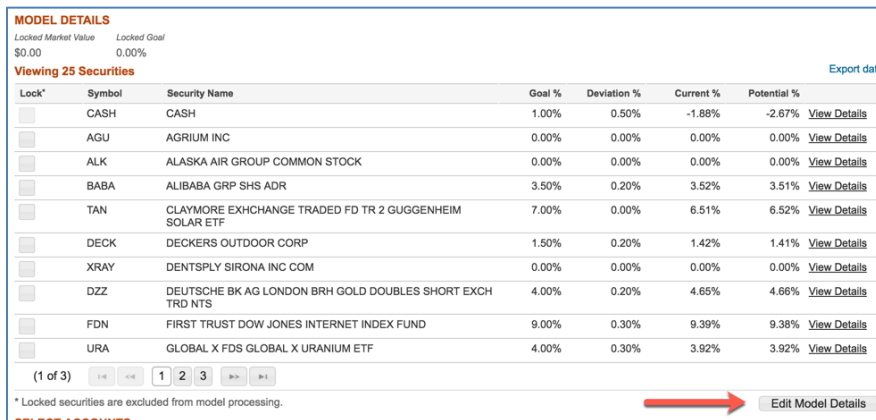 MODEL DETAILS
Locked Market Value Locked Goal
$0.00 0.00%
Viewing 25 Securities Export dat
Lock* Symbol Security Name Goal % Deviation % Current % Potential %
CASH CASH 1.00% 0.50% -1.88% -2.67% View Details
AGU AGRIUM INC 0.00% 0.00% 0.00% 0.00% View Details
ALK ALASKA AIR GROUP COMMON STOCK 0.00% 0.00% 0.00% 0.00% View Details
BABA ALIBABA GRP SHS ADR 3.50% 0.20% 3.52% 3.51% View Details
TAN CLAYMORE EXHCHANGE TRADED FD TR 2 GUGGENHEIM 7.00% 0.00% 6.51% 6.52% View Details
SOLAR ETF
DECK DECKERS OUTDOOR CORP 1.50% 0.20% 1.42% 1.41% View Details
XRAY DENTSPLY SIRONA INC COM 0.00% 0.00% 0.00% 0.00% View Details
DZZ DEUTSCHE BK AG LONDON BRH GOLD DOUBLES SHORT EXCH 4.00% 0.20% 4.65% 4.66% View Details
TRD NTS
FDN FIRST TRUST DOW JONES INTERNET INDEX FUND 9.00% 0.30% 9.39% 9.38% View Details
URA GLOBAL X FDS GLOBAL X URANIUM ETF 4.00% 0.30% 3.92% 3.92% View Details
(1 of 3) 1 2 3
* Locked securities are excluded from model processing. Edit Model Details
SELECT ACCOUNTS